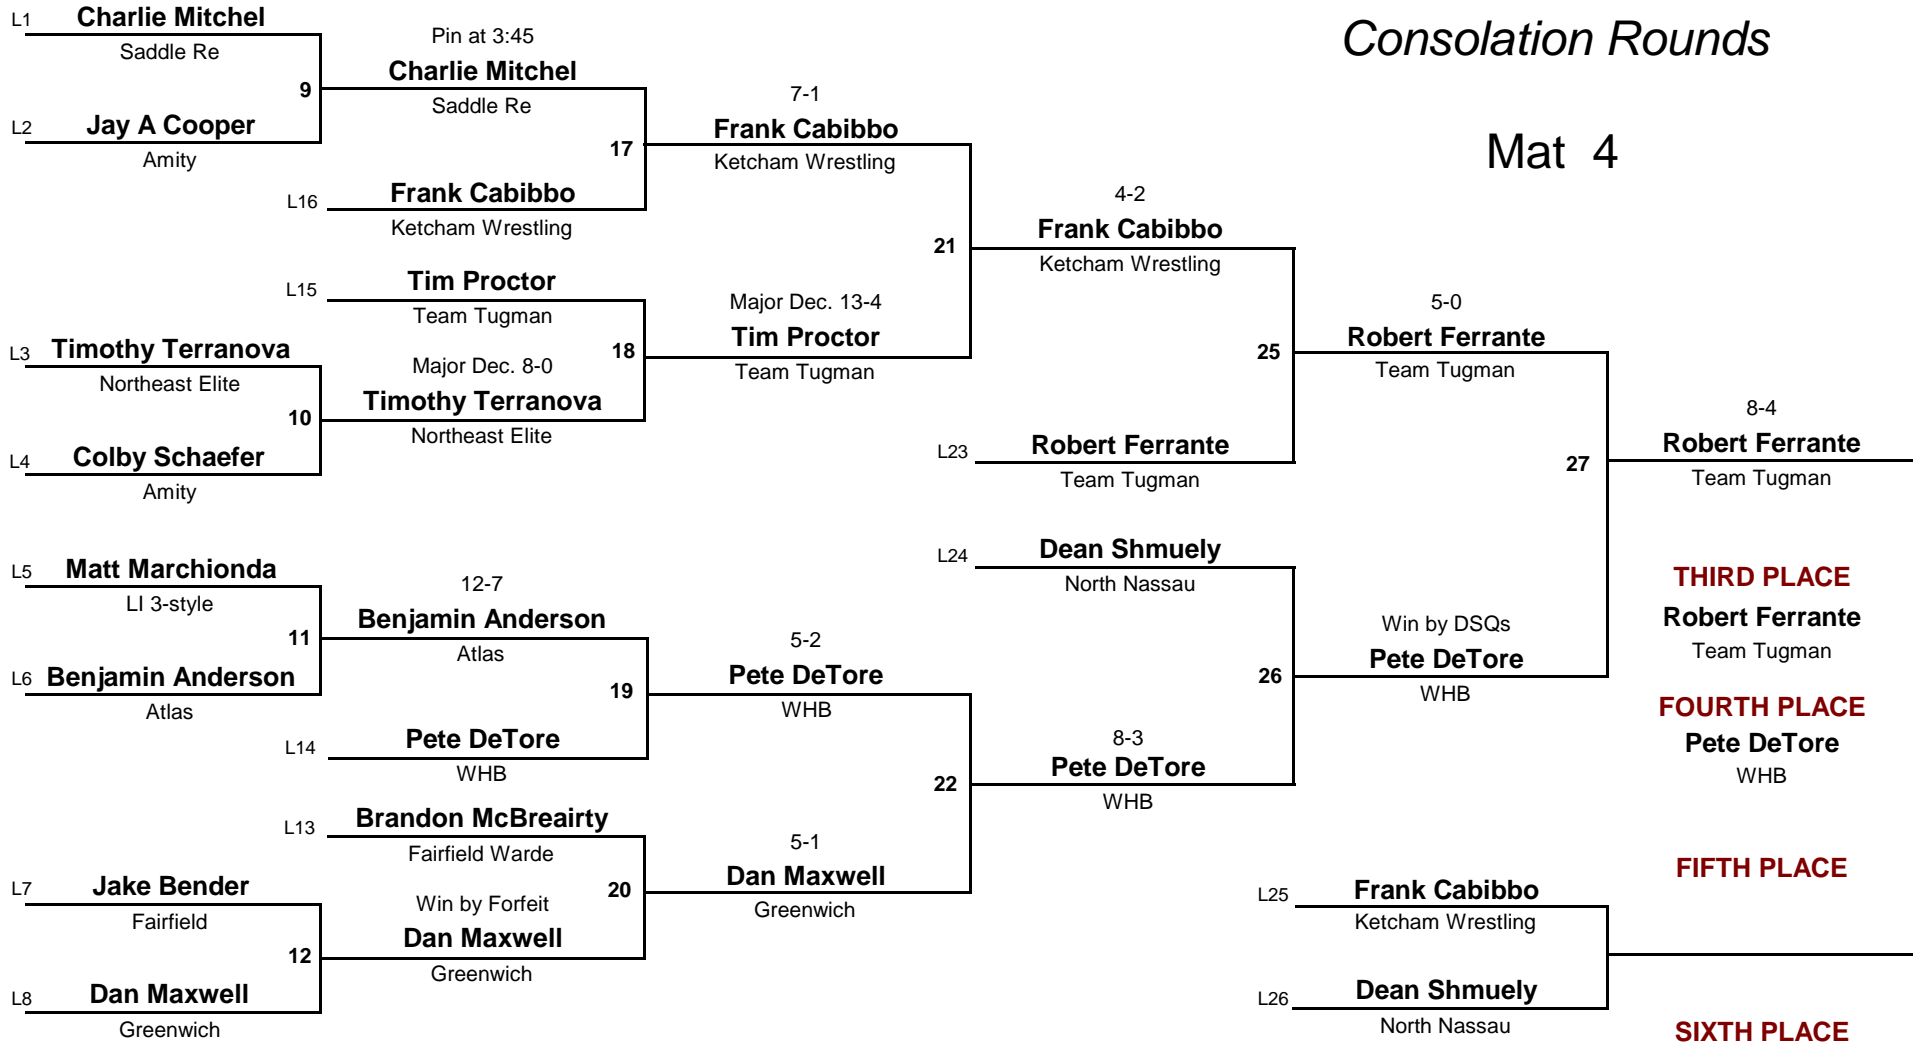 Consolation Rounds
Mat 4
L1 Charlie Mitchel
Saddle Re
9
L2 Jay A Cooper
Amity
Pin at 3:45
Charlie Mitchel
Saddle Re
17
L16 Frank Cabibbo
Ketcham Wrestling
7-1
Frank Cabibbo
Ketcham Wrestling
L15 Tim Proctor
Team Tugman
18
L3 Timothy Terranova
Northeast Elite
10
L4 Colby Schaefer
Amity
Major Dec. 8-0
Timothy Terranova
Northeast Elite
Major Dec. 13-4
Tim Proctor
Team Tugman
21
4-2
Frank Cabibbo
Ketcham Wrestling
25
L23 Robert Ferrante
Team Tugman
5-0
Robert Ferrante
Team Tugman
27
8-4
Robert Ferrante
Team Tugman
L5 Matt Marchionda
LI 3-style
11
L6 Benjamin Anderson
Atlas
12-7
Benjamin Anderson
Atlas
19
L14 Pete DeTore
WHB
5-2
Pete DeTore
WHB
22
L13 Brandon McBreairty
Fairfield Warde
20
L7 Jake Bender
Fairfield
12
L8 Dan Maxwell
Greenwich
Win by Forfeit
Dan Maxwell
Greenwich
5-1
Dan Maxwell
Greenwich
L24 Dean Shmuely
North Nassau
26
8-3
Pete DeTore
WHB
Win by DSQs
Pete DeTore
WHB
THIRD PLACE
Robert Ferrante
Team Tugman
FOURTH PLACE
Pete DeTore
WHB
FIFTH PLACE
L25 Frank Cabibbo
Ketcham Wrestling
L26 Dean Shmuely
North Nassau
SIXTH PLACE